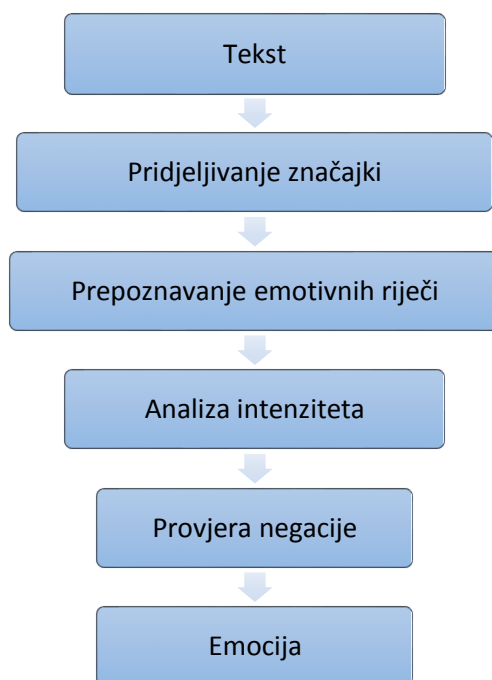 Tekst
Pridjeljivanje značajki
Prepoznavanje emotivnih riječi
Analiza intenziteta
Provjera negacije
Emocija